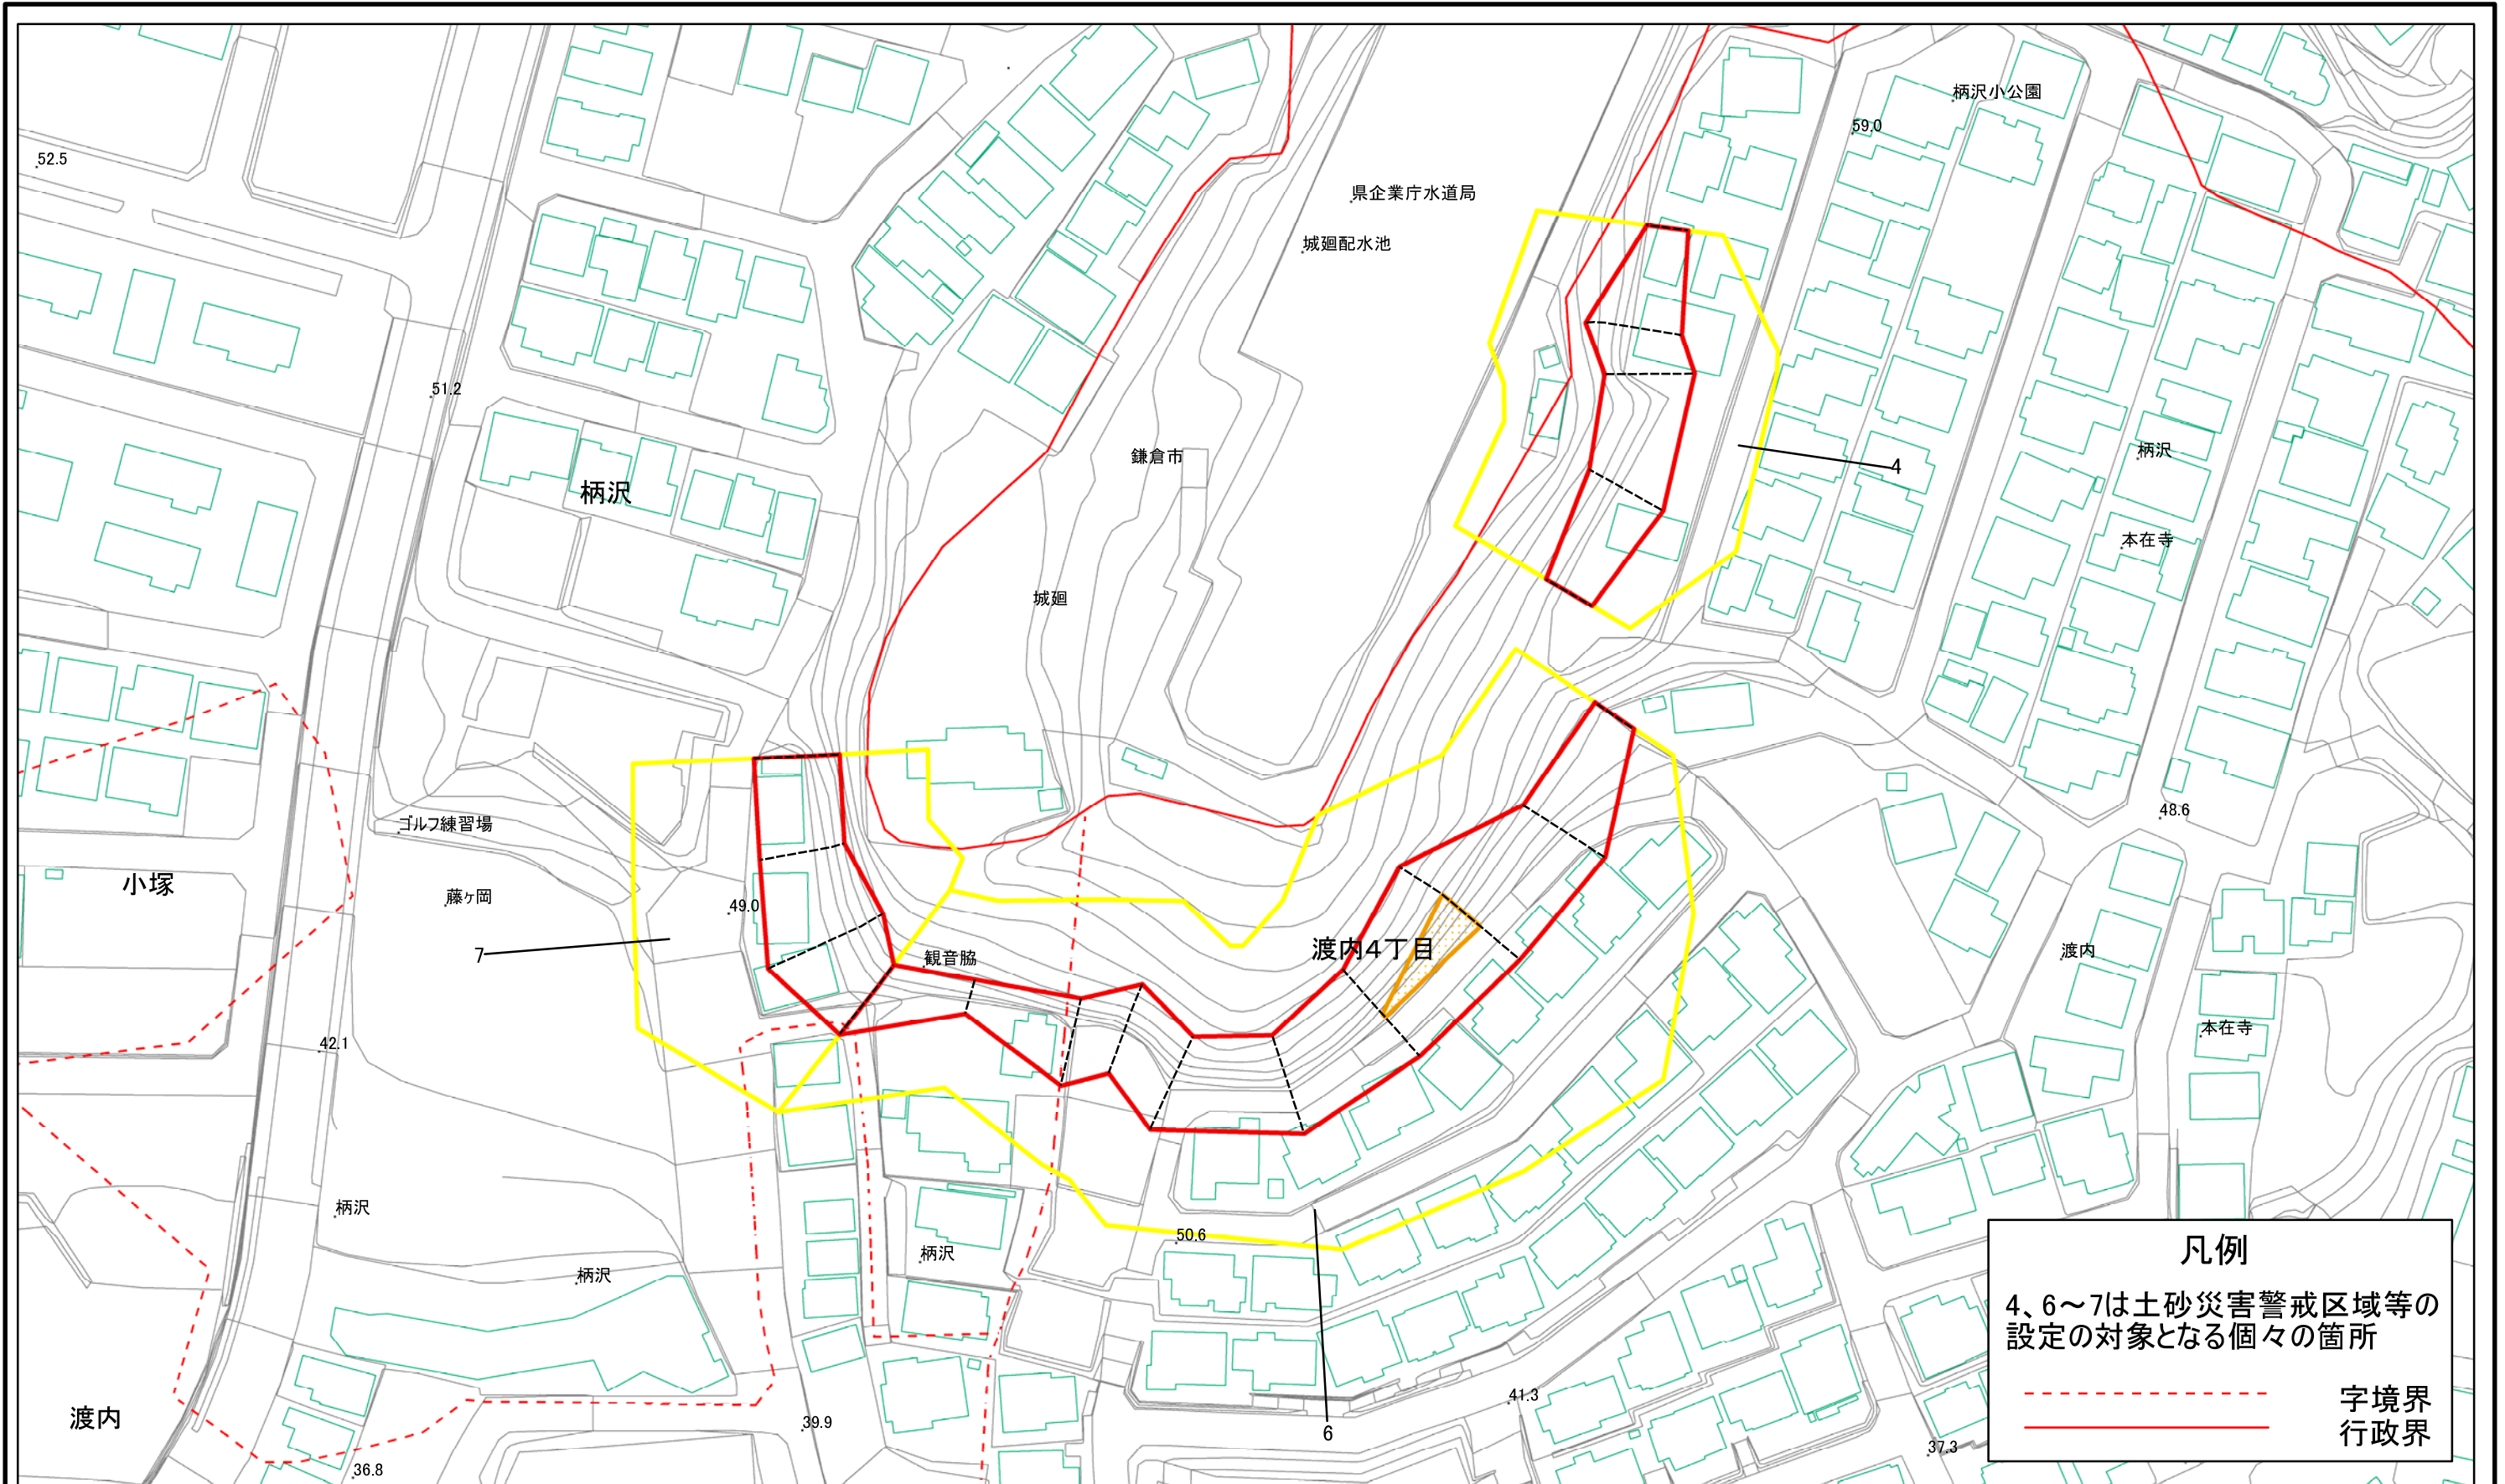 柄沢小公園
59.0
52.5
県企業庁水道局
城廻配水池
51.2
鎌倉市
柄沢
4
柄沢
本在寺
城廻
ゴルフ練習場
48.6
小塚
藤ヶ岡
49.0
7
観音脇
渡内4丁目
渡内
本在寺
42.1
柄沢
柄沢
柄沢
50.6
凡例
4、6～7は土砂災害警戒区域等の
設定の対象となる個々の箇所
字境界
行政界
渡内
39.9
41.3
6
37.3
36.8